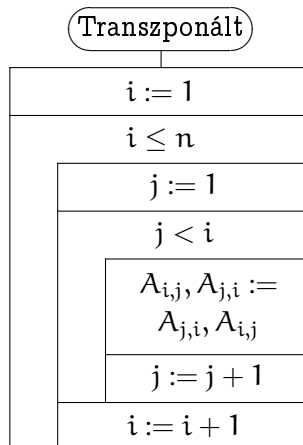 Transzponált
i := 1
i ≤ n
j := 1
j < i
A_{i,j}, A_{j,i} :=
A_{j,i}, A_{i,j}
j := j + 1
i := i + 1